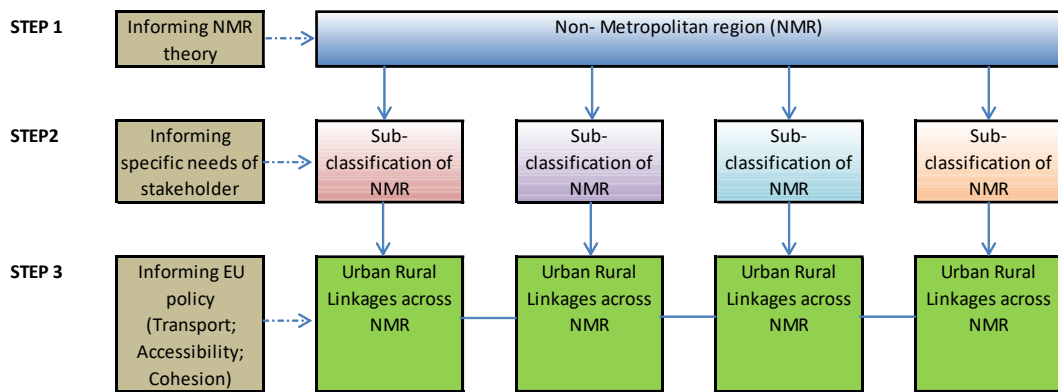 STEP 1
Informing NMR
theory
Non- Metropolitan region (NMR)
STEP2
Informing
specific needs of
stakeholder
Sub-
classification of
NMR
Sub-
classification of
NMR
Sub-
classification of
NMR
Sub-
classification of
NMR
STEP 3
Informing EU
policy
(Transport;
Accessibility;
Cohesion)
Urban Rural
Linkages across
NMR
Urban Rural
Linkages across
NMR
Urban Rural
Linkages across
NMR
Urban Rural
Linkages across
NMR